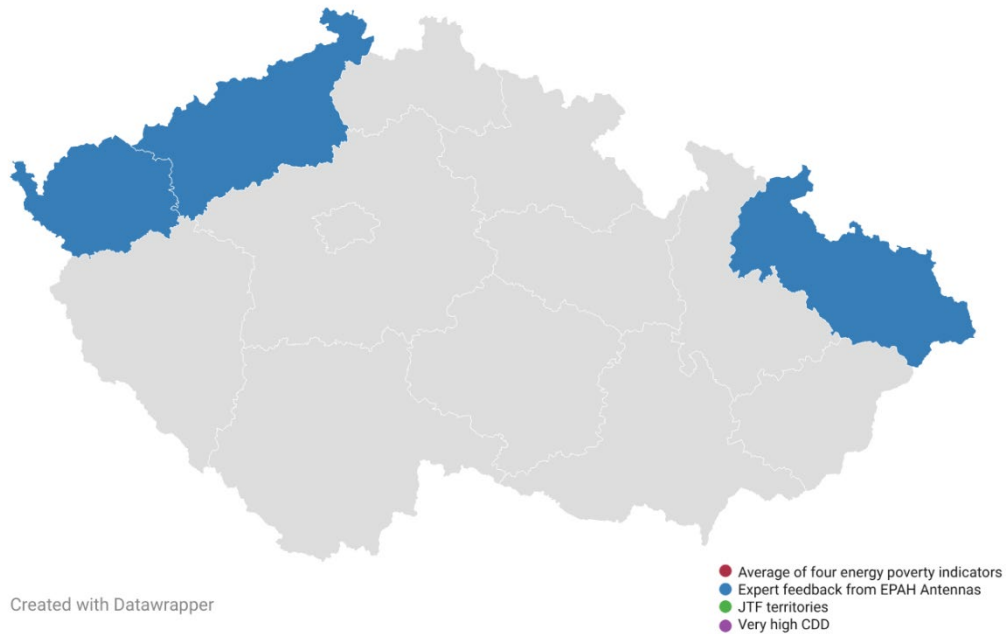 Average of four energy poverty indicators
Expert feedback from EPAH Antennas
JTF territories
Very high CDD
Created with Datawrapper